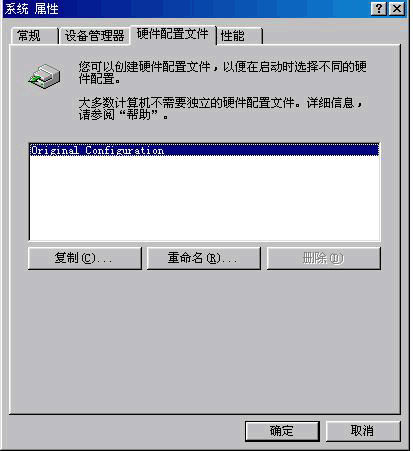 系统 属性
常规 设备管理器 硬件配置文件 性能
您可以创建硬件配置文件，以便在启动时选择不同的硬
件配置。
大多数计算机不需要独立的硬件配置文件。详细信息，
请参阅“帮助”。
Original Configuration
复制(C)... 重命名(R)... 删除(D)
确定 取消